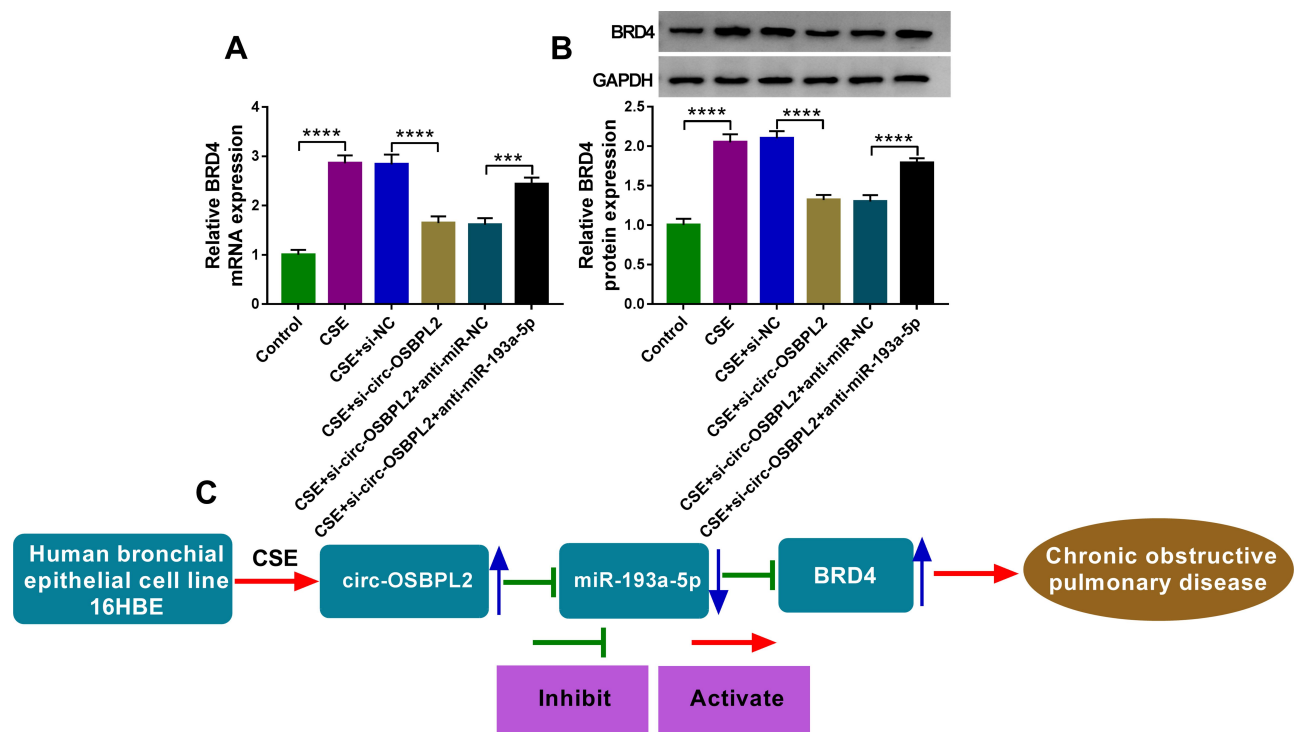 A
Relative BRD4
mRNA expression
4
3
2
1
0
****
****
***
Control
CSE
CSE+si-NC
CSE+si-circ-OSBPL2
CSE+si-circ-OSBPL2+anti-miR-NC
CSE+si-circ-OSBPL2+anti-miR-193a-5p
B
BRD4
GAPDH
Relative BRD4
protein expression
2.5
2.0
1.5
1.0
0.5
0.0
****
****
****
Control
CSE
CSE+si-NC
CSE+si-circ-OSBPL2
CSE+si-circ-OSBPL2+anti-miR-NC
CSE+si-circ-OSBPL2+anti-miR-193a-5p
C
Human bronchial
epithelial cell line
16HBE
CSE
circ-OSBPL2
miR-193a-5p
BRD4
Chronic obstructive
pulmonary disease
Inhibit
Activate